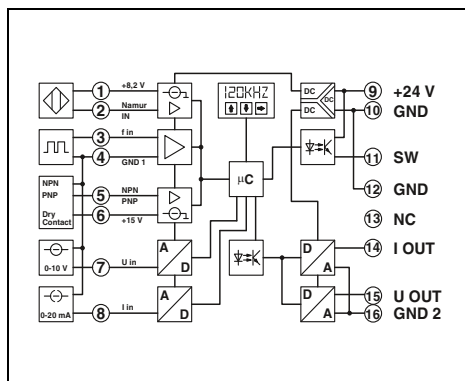 1 +8,2 V
2 Namur
IN
3 f in
4 GND 1
NPN
PNP
Dry
Contact
5 NPN
PNP
6 +15 V
0-10 V
7 U in
A
D
0-20 mA
8 I in
A
D
120KHZ
µC
DC
DC
DC
9 +24 V
10 GND
11 SW
12 GND
13 NC
D
A
14 I OUT
D
A
15 U OUT
16 GND 2